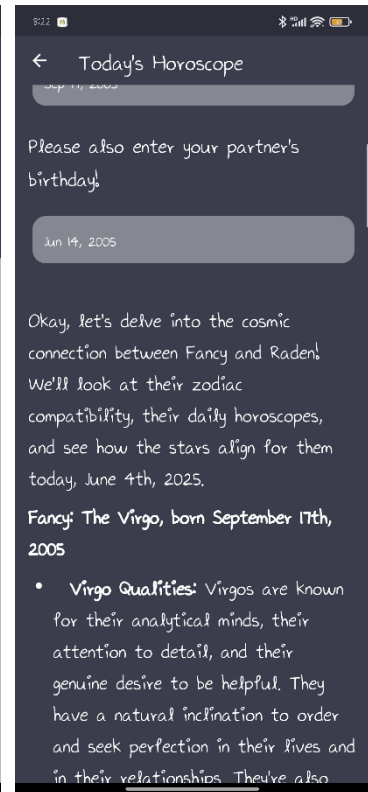 8:22
Today's Horoscope
Please also enter your partner's
birthday!
Jun 14, 2005
Okay, let's delve into the cosmic
connection between Fancy and Raden!
We'll look at their zodiac
compatibility, their daily horoscopes,
and see how the stars align for them
today, June 4th, 2025.
Fancy: The Virgo, born September 17th,
2005
• Virgo Qualities: Virgos are known
for their analytical minds, their
attention to detail, and their
genuine desire to be helpful. They
have a natural inclination to order
and seek perfection in their lives and
in their relationships. They're also